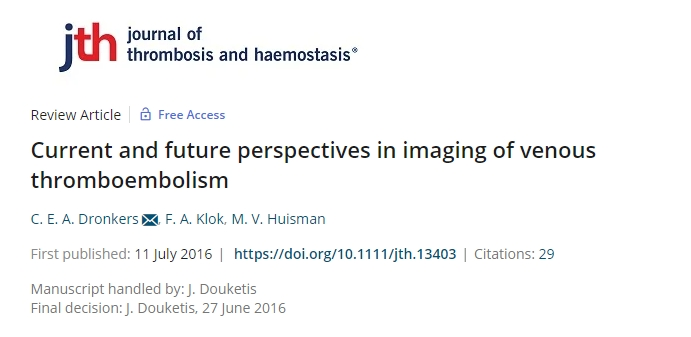 jth journal of
thrombosis and haemostasis®
Review Article | Free Access
Current and future perspectives in imaging of venous
thromboembolism
C. E. A. Dronkers, F. A. Klok, M. V. Huisman
First published: 11 July 2016 | https://doi.org/10.1111/jth.13403 | Citations: 29
Manuscript handled by: J. Douketis
Final decision: J. Douketis, 27 June 2016